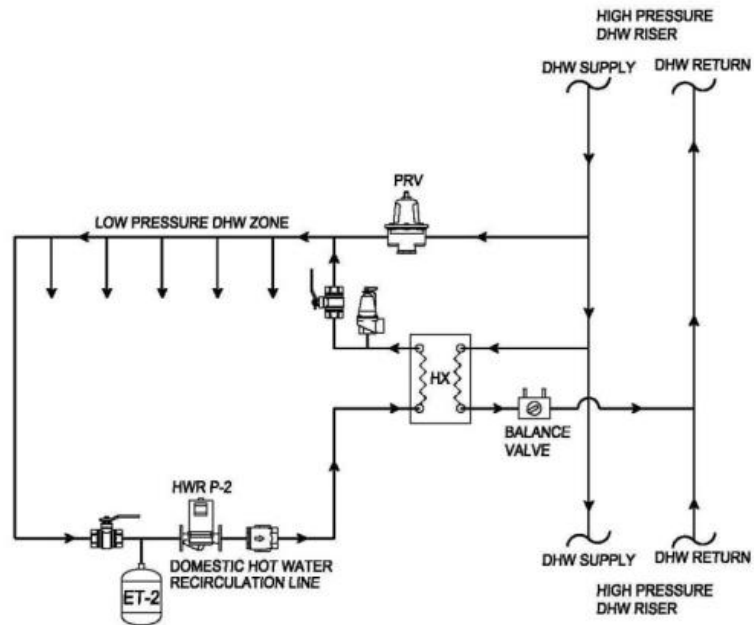 HIGH PRESSURE
DHW RISER
DHW SUPPLY
DHW RETURN
PRV
LOW PRESSURE DHW ZONE
HX
BALANCE
VALVE
HWR P-2
DOMESTIC HOT WATER
RECIRCULATION LINE
ET-2
DHW SUPPLY
DHW RETURN
HIGH PRESSURE
DHW RISER